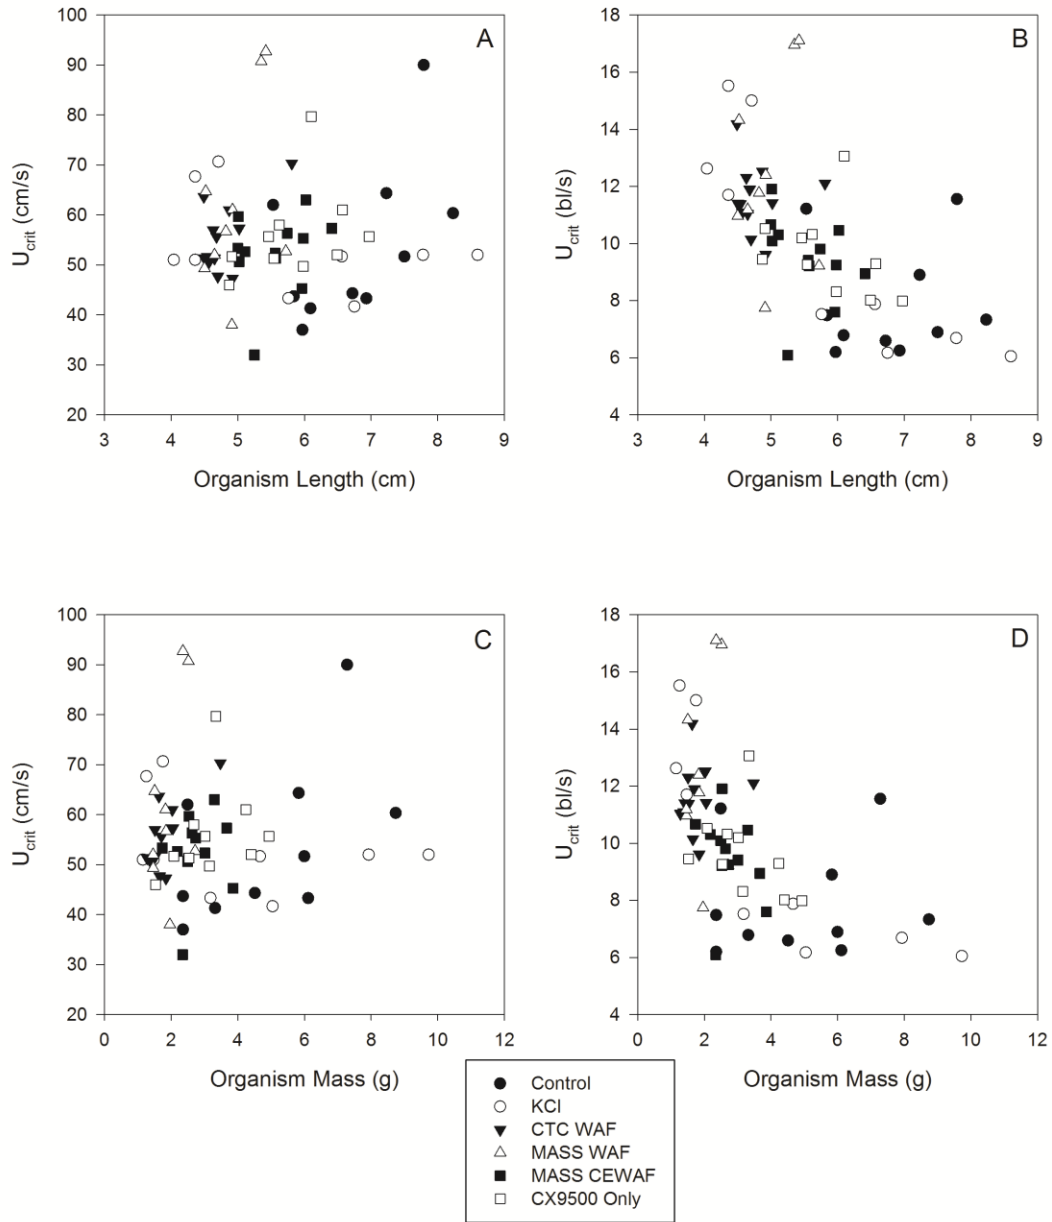 A
100
90
80
70
60
50
40
30
20
U_crit (cm/s)
3 4 5 6 7 8 9
Organism Length (cm)
B
18
16
14
12
10
8
6
4
U_crit (bl/s)
3 4 5 6 7 8 9
Organism Length (cm)
C
100
90
80
70
60
50
40
30
20
U_crit (cm/s)
0 2 4 6 8 10 12
Organism Mass (g)
D
18
16
14
12
10
8
6
4
U_crit (bl/s)
0 2 4 6 8 10 12
Organism Mass (g)
Control
KCl
CTC WAF
MASS WAF
MASS CEWAF
CX9500 Only